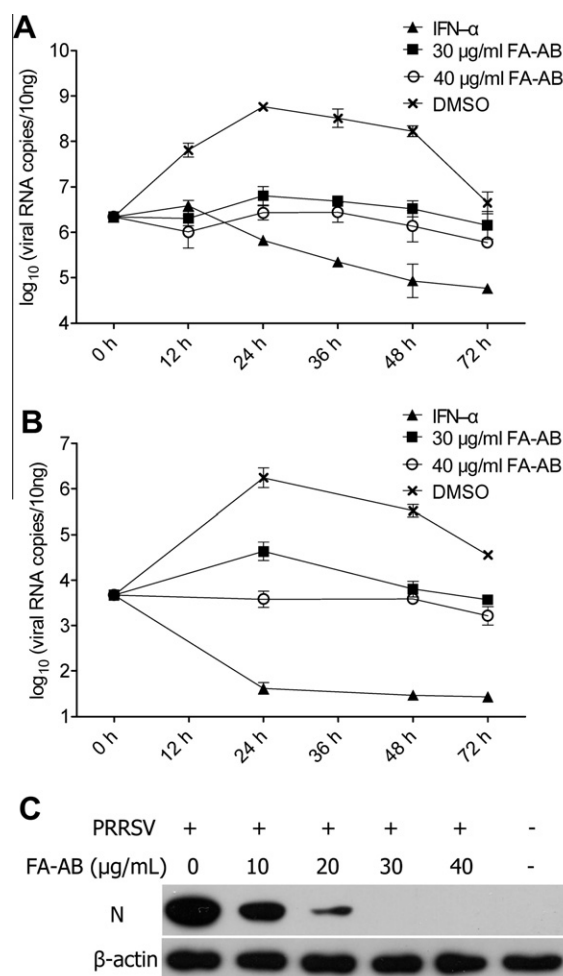 A
IFN–α
30 µg/ml FA-AB
40 µg/ml FA-AB
DMSO
log10 (viral RNA copies/10ng)
10
9
8
7
6
5
4
0 h
12 h
24 h
36 h
48 h
72 h
B
IFN–α
30 µg/ml FA-AB
40 µg/ml FA-AB
DMSO
log10 (viral RNA copies/10ng)
7
6
5
4
3
2
1
0 h
12 h
24 h
36 h
48 h
72 h
C
PRRSV + + + + + -
FA-AB (µg/mL) 0 10 20 30 40 -
N
β-actin